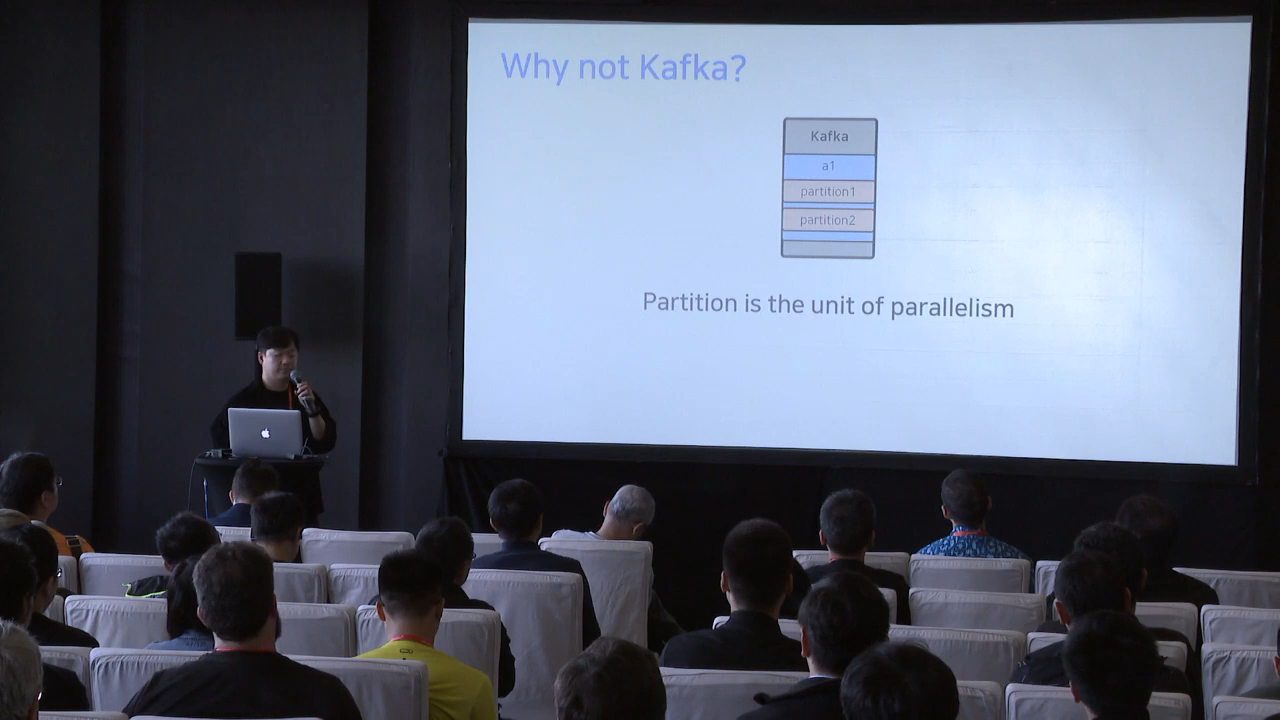 Why not Kafka?
Kafka
a1
partition1
partition2
Partition is the unit of parallelism